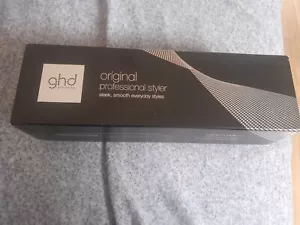 ghd
original
professional styler
sleek, smooth everyday styles